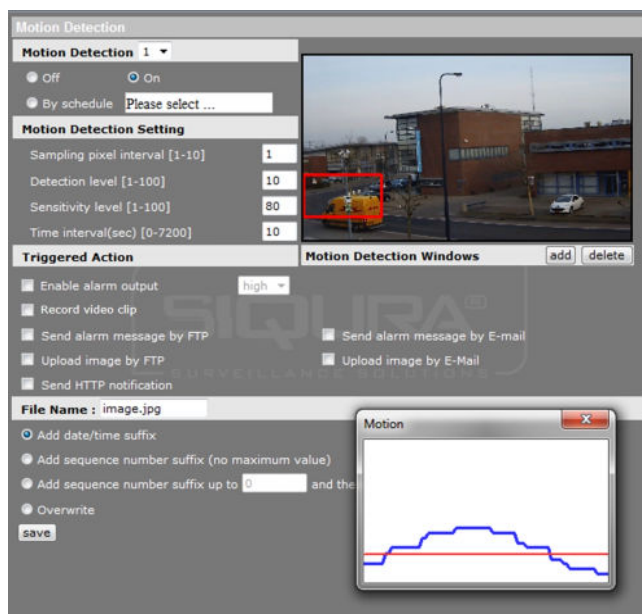 Motion Detection
Motion Detection 1
Off On
By schedule Please select ...
Motion Detection Setting
Sampling pixel interval [1-10] 1
Detection level [1-100] 10
Sensitivity level [1-100] 80
Time interval(sec) [0-7200] 10
Triggered Action
Motion Detection Windows add delete
Enable alarm output high
Record video clip
Send alarm message by FTP Send alarm message by E-mail
Upload image by FTP Upload image by E-Mail
Send HTTP notification
SIQURA®
SURVEILLANCE SOLUTIONS
File Name : image.jpg
Add date/time suffix
Add sequence number suffix (no maximum value)
Add sequence number suffix up to 0 and the
Overwrite
save
Motion